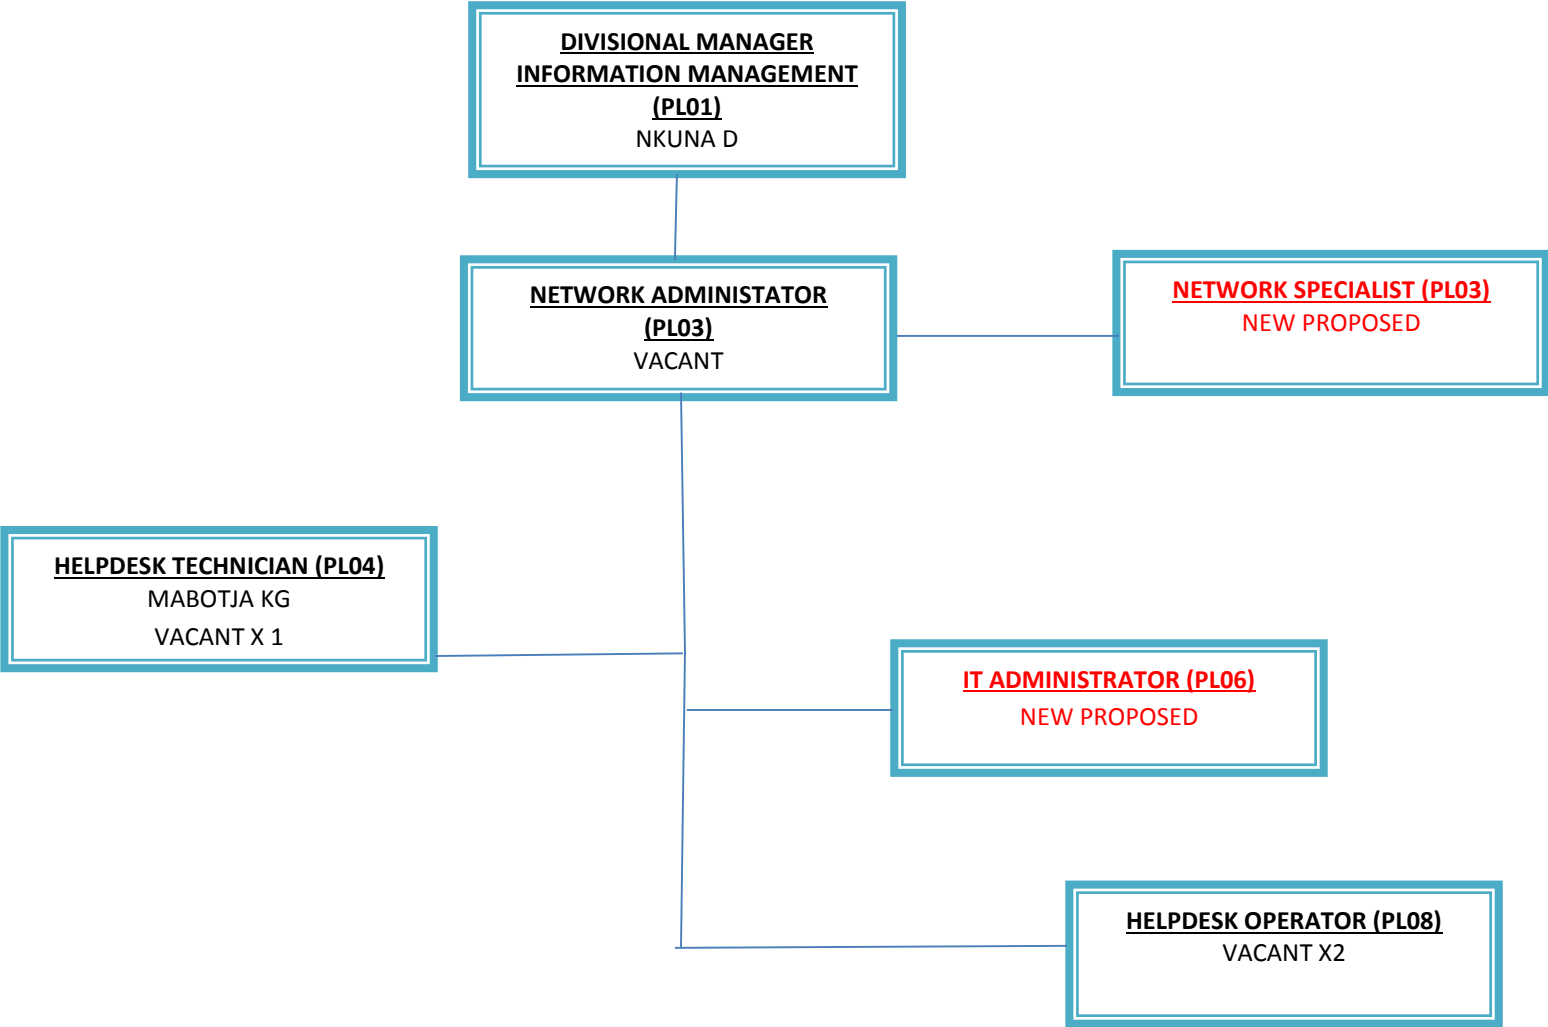 DIVISIONAL MANAGER
INFORMATION MANAGEMENT
(PL01)
NKUNA D
NETWORK ADMINISTATOR
(PL03)
VACANT
NETWORK SPECIALIST (PL03)
NEW PROPOSED
HELPDESK TECHNICIAN (PL04)
MABOTJA KG
VACANT X 1
IT ADMINISTRATOR (PL06)
NEW PROPOSED
HELPDESK OPERATOR (PL08)
VACANT X2